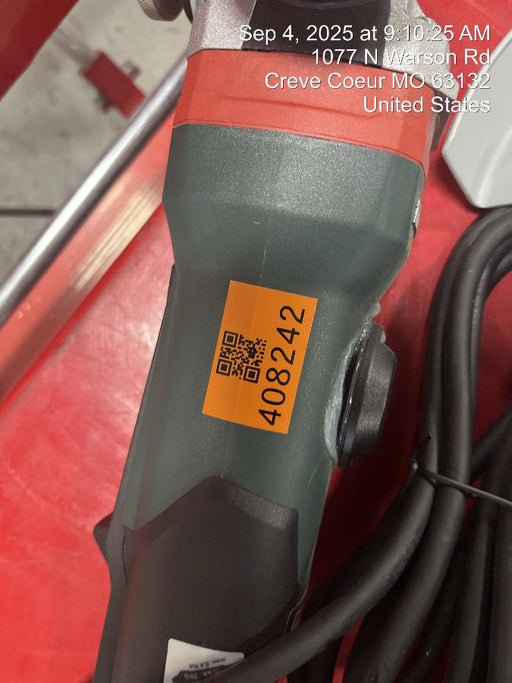 Sep 4, 2025 at 9:10:25 AM
1077 N Warson Rd
Creve Coeur MO 63132
United States
408242